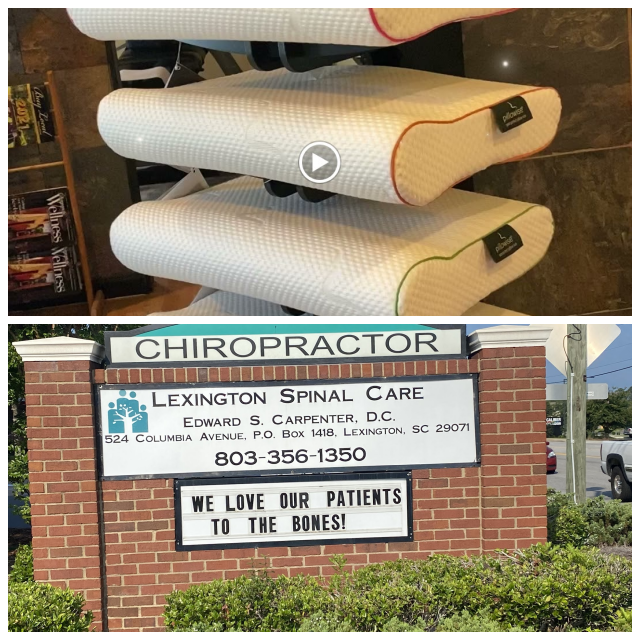 pillowise
pillowise
Wellness
Wellness
CHIROPRACTOR
LEXINGTON SPINAL CARE
EDWARD S. CARPENTER, D.C.
524 COLUMBIA AVENUE, P.O. BOX 1418, LEXINGTON, SC 29071
803-356-1350
WE LOVE OUR PATIENTS
TO THE BONES!